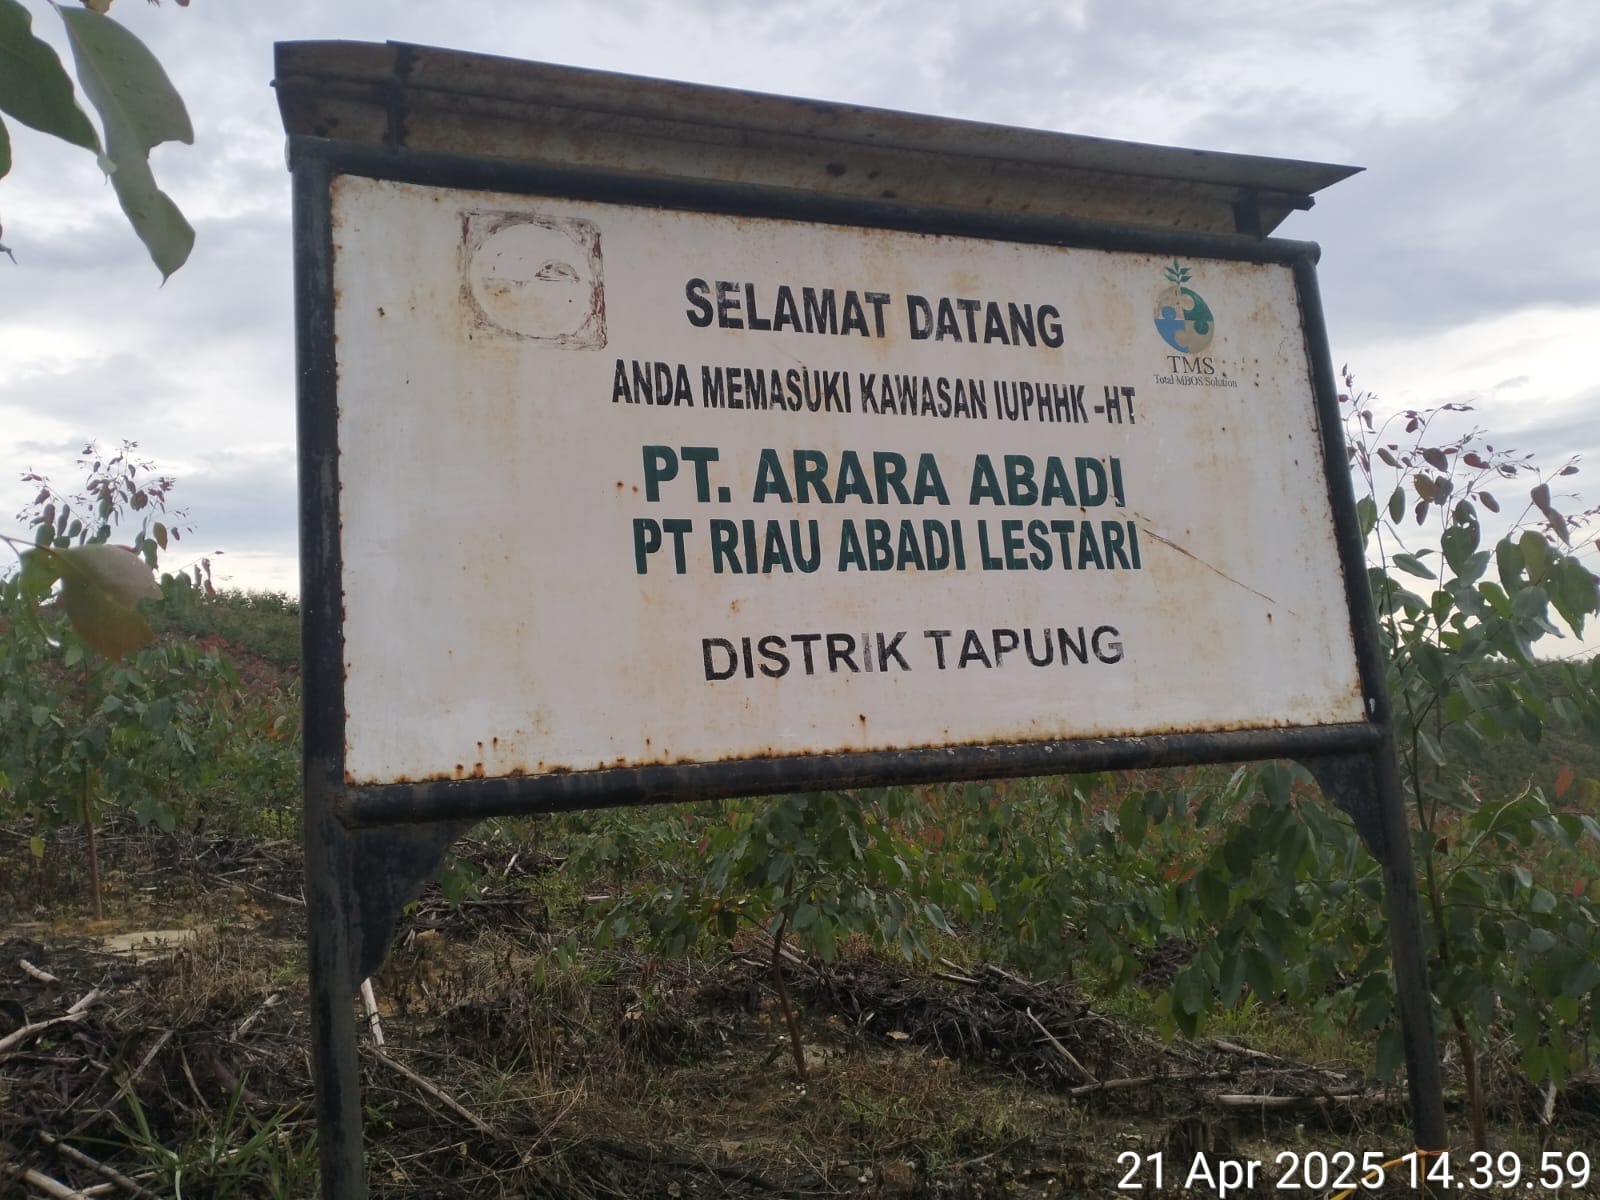 SELAMAT DATANG
TMS
Total MBOS Solution
ANDA MEMASUKI KAWASAN IUPHHK -HT
PT. ARARA ABADI
PT RIAU ABADI LESTARI
DISTRIK TAPUNG
21 Apr 2025 14.39.59